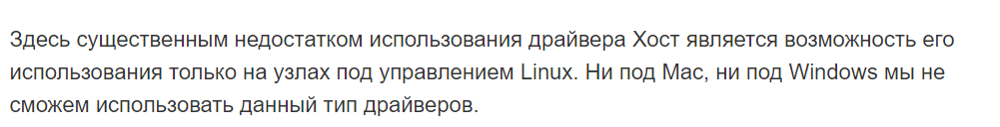 Здесь существенным недостатком использования драйвера Хост является возможность его
использования только на узлах под управлением Linux. Ни под Mac, ни под Windows мы не
сможем использовать данный тип драйверов.